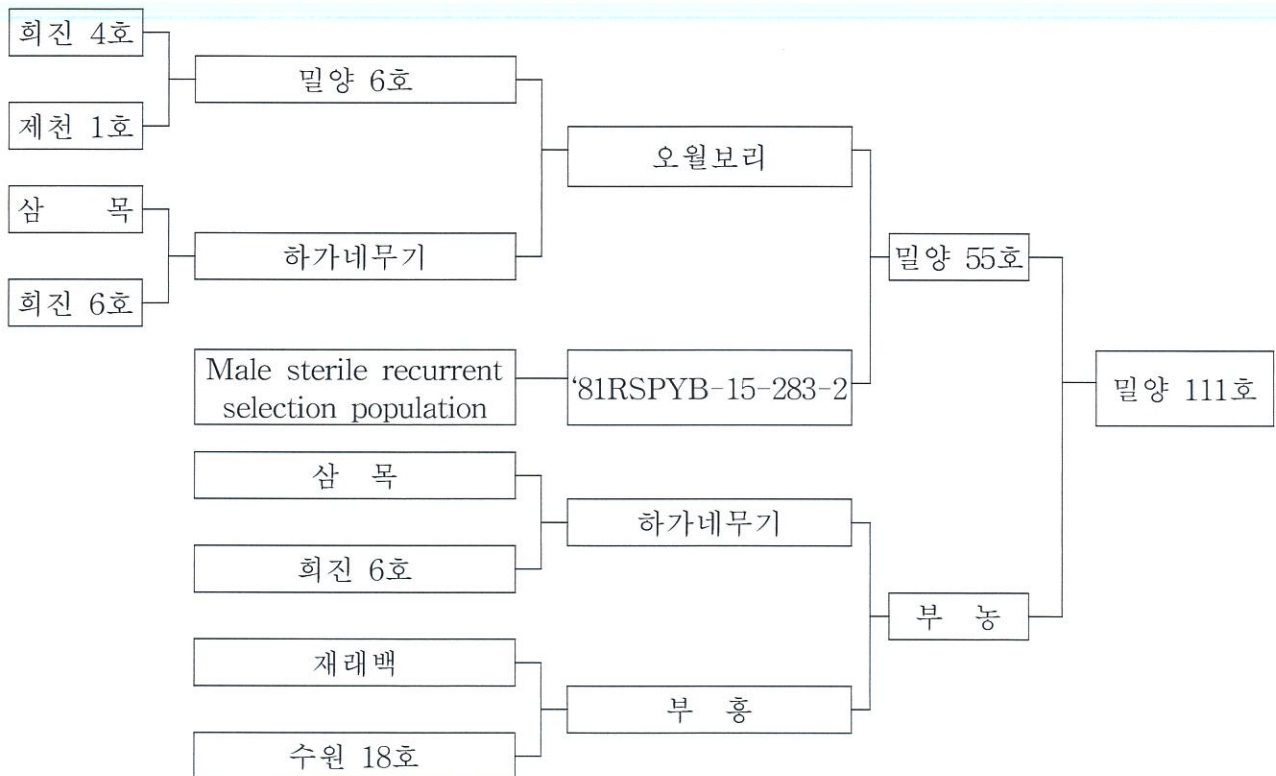 희진 4호
제천 1호
밀양 6호
삼 목
희진 6호
하가네무기
오월보리
Male sterile recurrent
selection population
‘81RSPYB-15-283-2
밀양 55호
삼 목
희진 6호
하가네무기
재래백
수원 18호
부 흥
부 농
밀양 111호